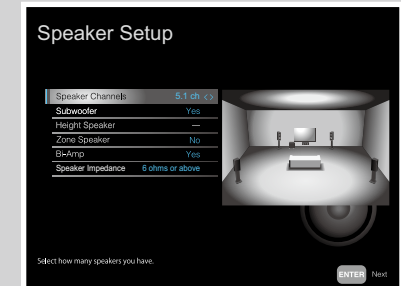 Speaker Setup
Speaker Channels 5.1 ch <>
Subwoofer Yes
Height Speaker ---
Zone Speaker No
Bi-Amp Yes
Speaker Impedance 6 ohms or above
Select how many speakers you have.
ENTER Next